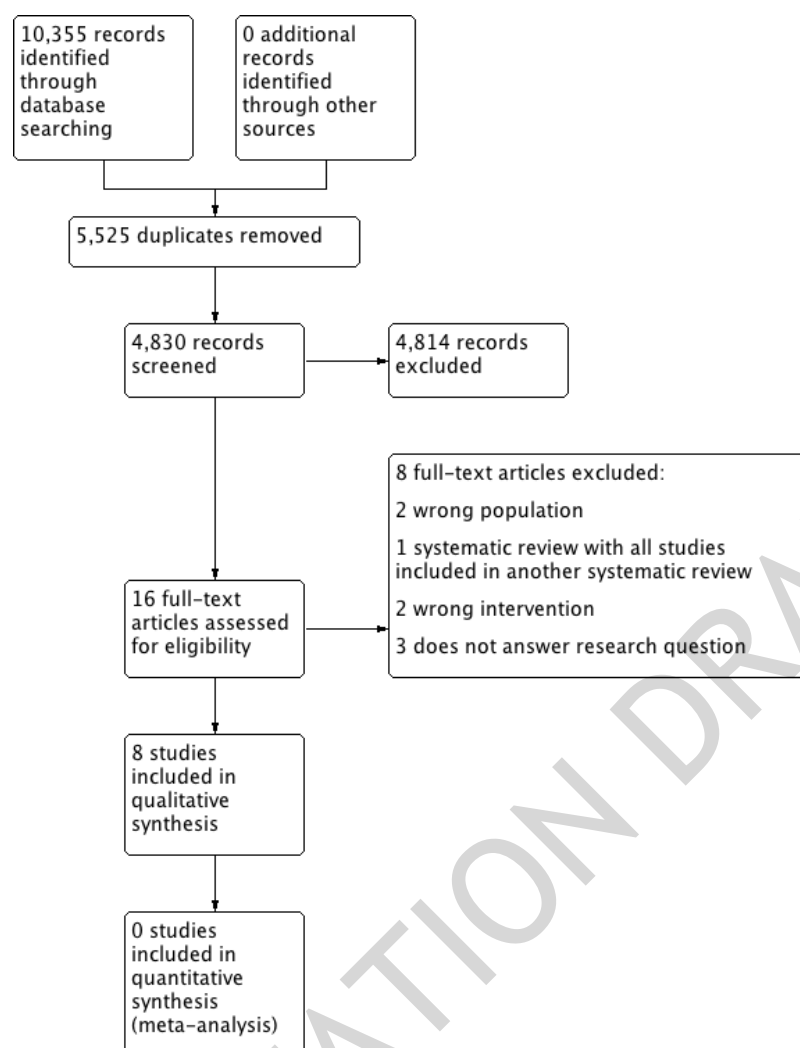 10,355 records
identified
through
database
searching
0 additional
records
identified
through other
sources
5,525 duplicates removed
4,830 records
screened
4,814 records
excluded
8 full-text articles excluded:
2 wrong population
1 systematic review with all studies
included in another systematic review
2 wrong intervention
3 does not answer research question
16 full-text
articles assessed
for eligibility
8 studies
included in
qualitative
synthesis
0 studies
included in
quantitative
synthesis
(meta-analysis)